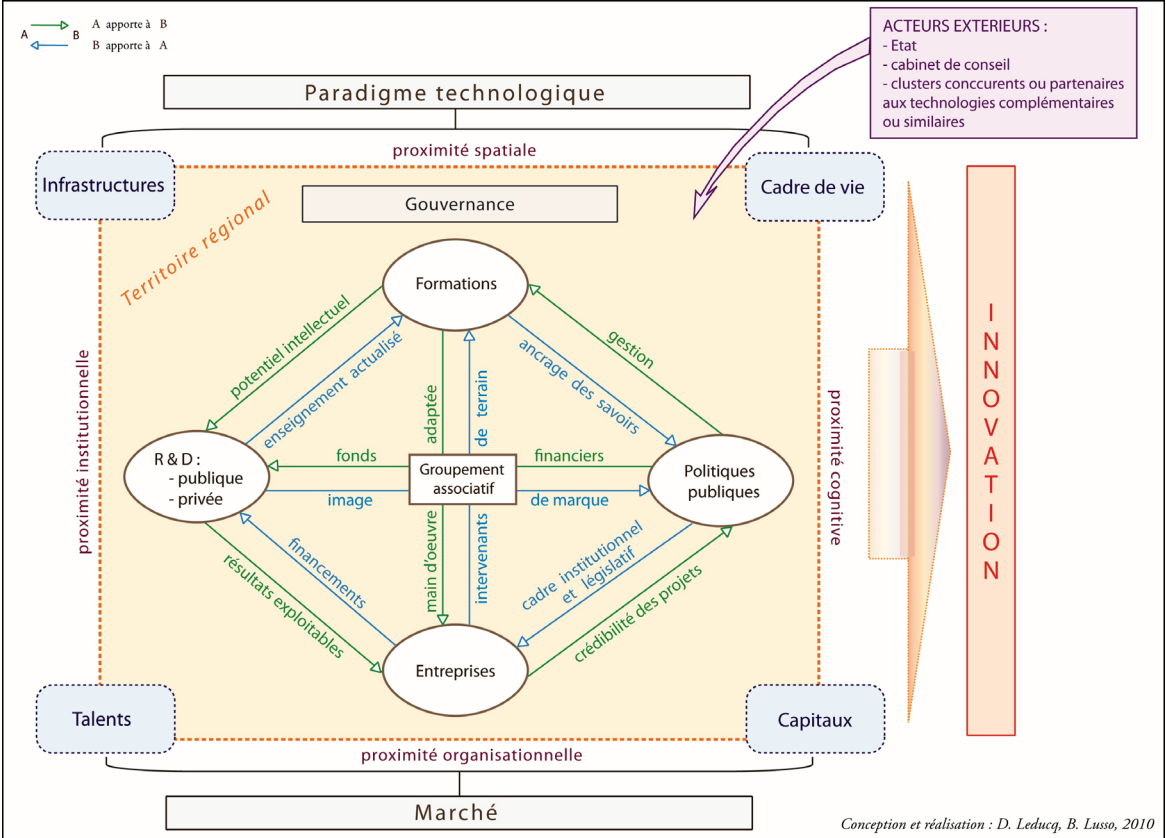 A apporte à B
A B
B apporte à A
ACTEURS EXTERIEURS :
- Etat
- cabinet de conseil
- clusters conccurents ou partenaires
aux technologies complémentaires
ou similaires
Paradigme technologique
proximité spatiale
Infrastructures
Cadre de vie
Gouvernance
Territoire régional
Formations
potentiel intellectuel
enseignement actualisé
adaptée
de terrain
ancrage des savoirs
gestion
proximité institutionnelle
proximité cognitive
INNOVATION
R & D :
- publique
- privée
fonds
financiers
Groupement
associatif
image
de marque
Politiques
publiques
résultats exploitables
financements
main d'oeuvre
intervenants
cadre institutionnel
et législatif
crédibilité des projets
Entreprises
Talents
Capitaux
proximité organisationnelle
Marché
Conception et réalisation : D. Leducq, B. Lusso, 2010